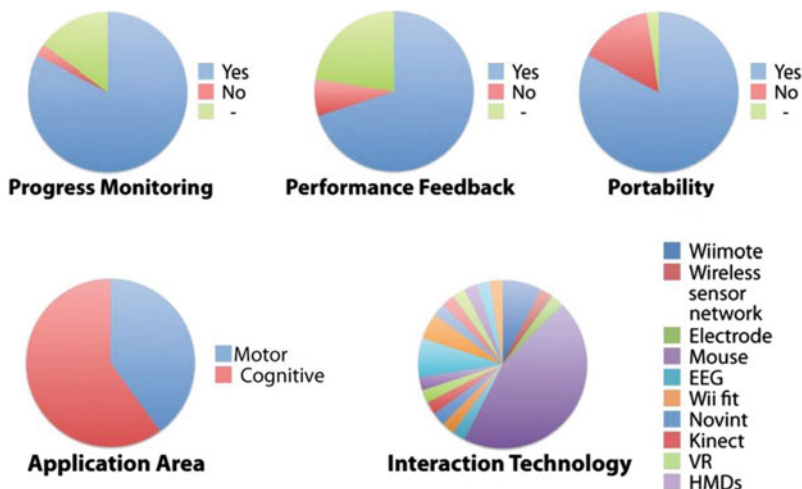 Yes
No
-
Progress Monitoring
Yes
No
-
Performance Feedback
Yes
No
-
Portability
Motor
Cognitive
Application Area
Interaction Technology
Wiimote
Wireless
sensor
network
Electrode
Mouse
EEG
Wii fit
Novint
Kinect
VR
HMDs